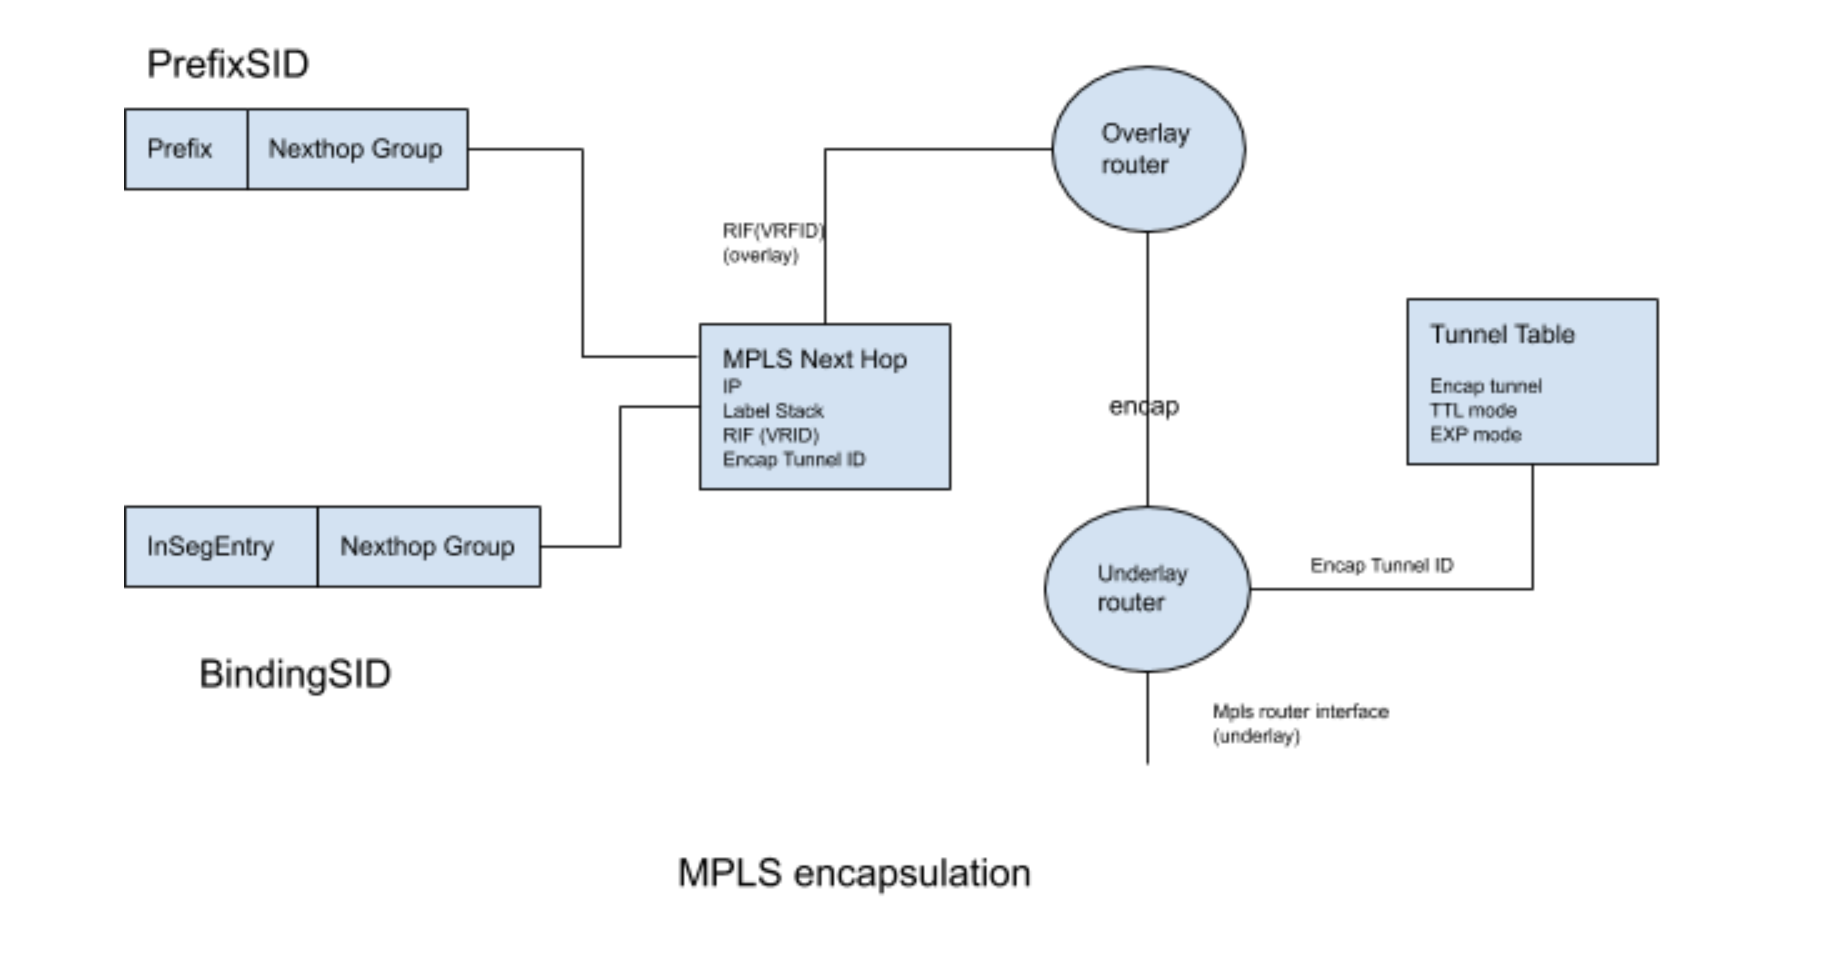 PrefixSID
Prefix
Nexthop Group
Overlay
router
RIF(VRFID)
(overlay)
MPLS Next Hop
IP
Label Stack
RIF (VRID)
Encap Tunnel ID
encap
Tunnel Table
Encap tunnel
TTL mode
EXP mode
InSegEntry
Nexthop Group
Underlay
router
Encap Tunnel ID
BindingSID
Mpls router interface
(underlay)
MPLS encapsulation